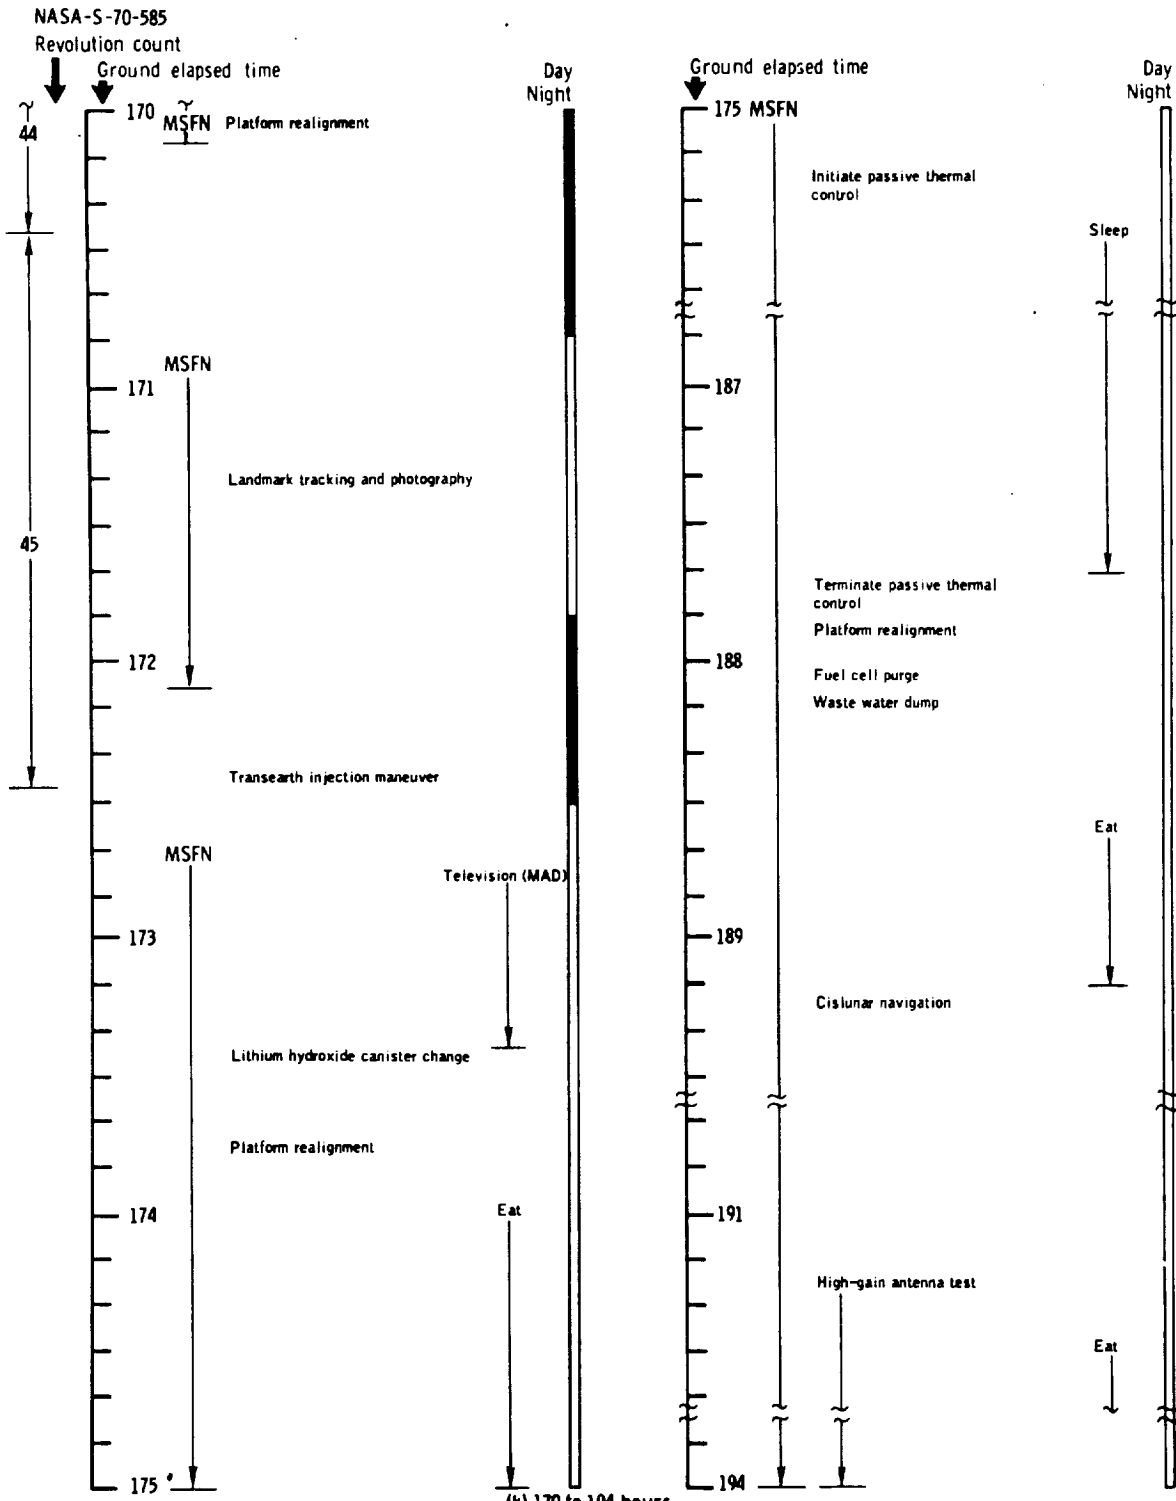 NASA-S-70-585
Revolution count
Ground elapsed time
Day
Night
170
MSFN
Platform realignment
44
171
MSFN
Landmark tracking and photography
45
172
Transearth injection maneuver
MSFN
Television (MAD)
173
Lithium hydroxide canister change
Platform realignment
174
Eat
175
Ground elapsed time
Day
Night
175 MSFN
Initiate passive thermal
control
Sleep
187
Terminate passive thermal
control
Platform realignment
188
Fuel cell purge
Waste water dump
Eat
189
Cislunar navigation
191
High-gain antenna test
Eat
194
170 to 194 hours